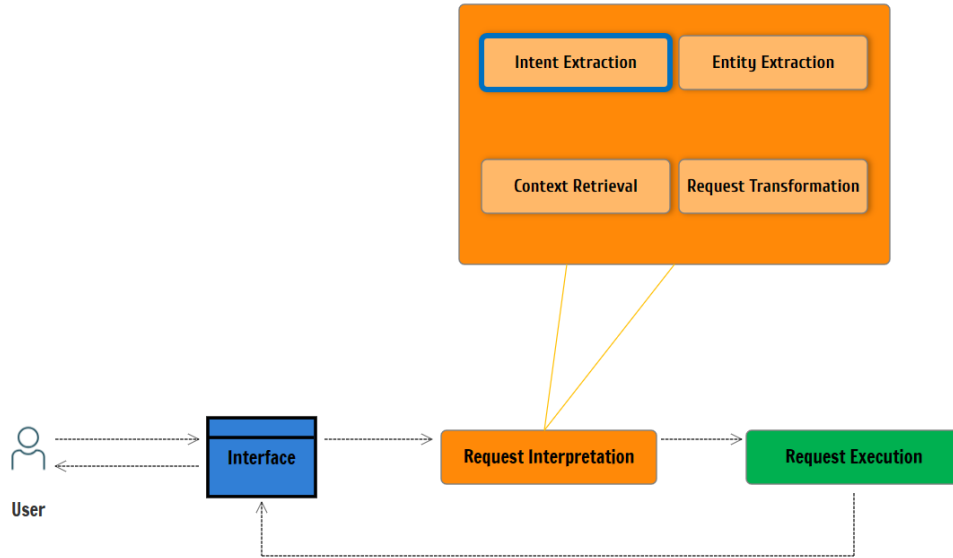 Intent Extraction
Entity Extraction
Context Retrieval
Request Transformation
Interface
Request Interpretation
Request Execution
User